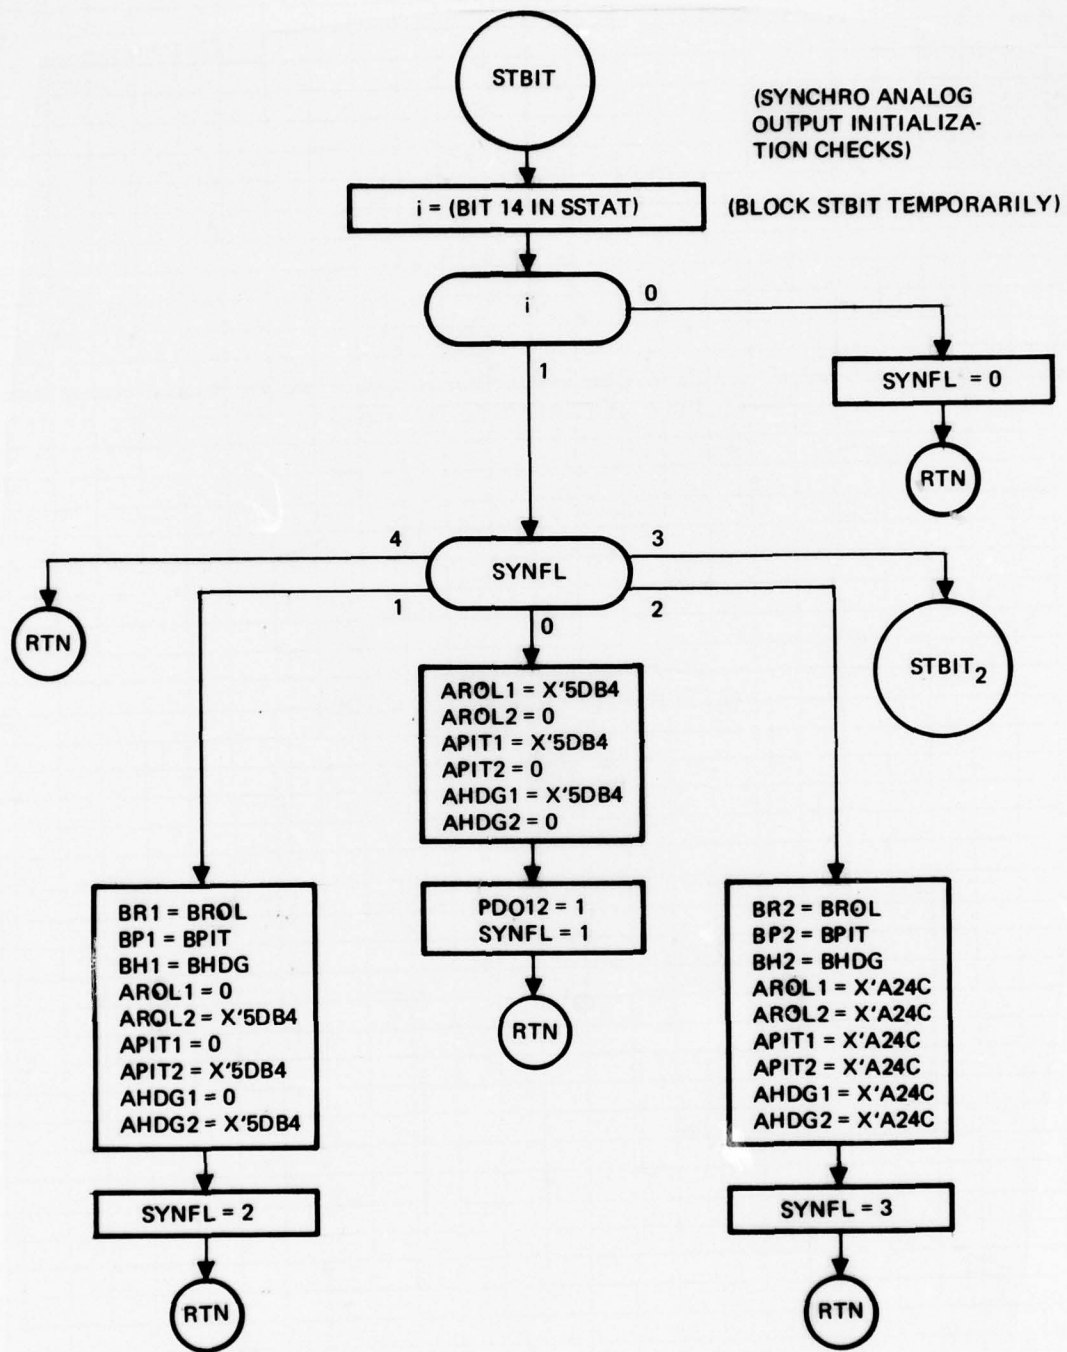 STBIT
(SYNCHRO ANALOG
OUTPUT INITIALIZA-
TION CHECKS)
i = (BIT 14 IN SSTAT)
(BLOCK STBIT TEMPORARILY)
i
0
1
SYNFL = 0
RTN
4
3
SYNFL
1
2
0
RTN
STBIT2
AROL1 = X'5DB4
AROL2 = 0
APIT1 = X'5DB4
APIT2 = 0
AHDG1 = X'5DB4
AHDG2 = 0
PDO12 = 1
SYNFL = 1
RTN
BR1 = BROL
BP1 = BPIT
BH1 = BHDG
AROL1 = 0
AROL2 = X'5DB4
APIT1 = 0
APIT2 = X'5DB4
AHDG1 = 0
AHDG2 = X'5DB4
SYNFL = 2
RTN
BR2 = BROL
BP2 = BPIT
BH2 = BHDG
AROL1 = X'A24C
AROL2 = X'A24C
APIT1 = X'A24C
APIT2 = X'A24C
AHDG1 = X'A24C
AHDG2 = X'A24C
SYNFL = 3
RTN